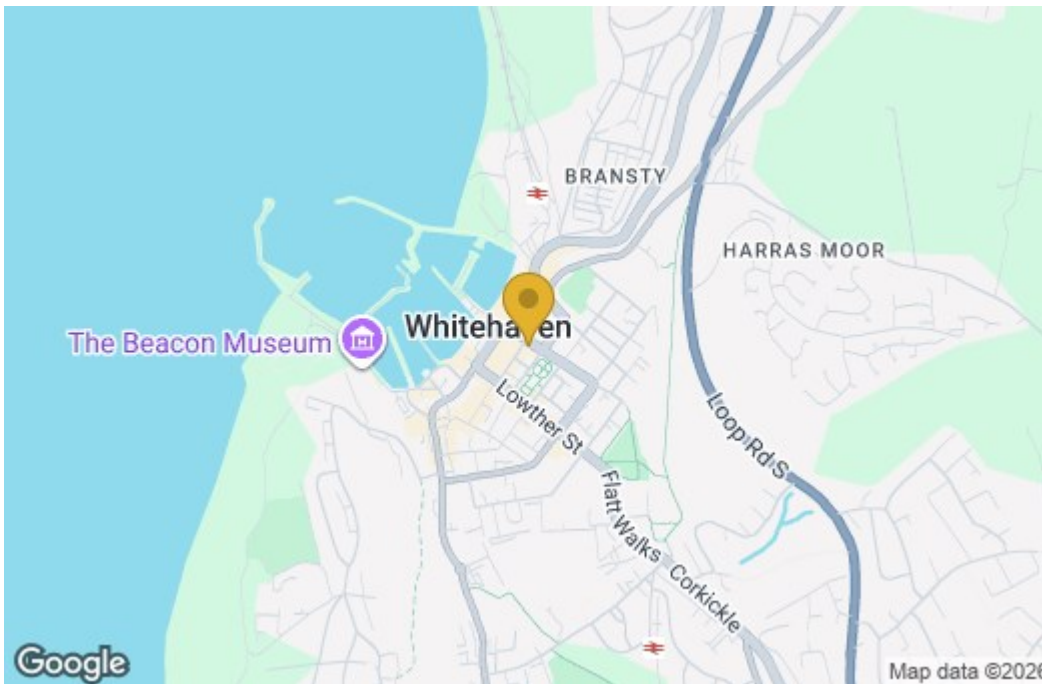 BRANSTY
HARRAS MOOR
Whitehaven
The Beacon Museum
Lowther St
Loop Rd S
Flatt Walks
Corkickle
Google
Map data ©2026